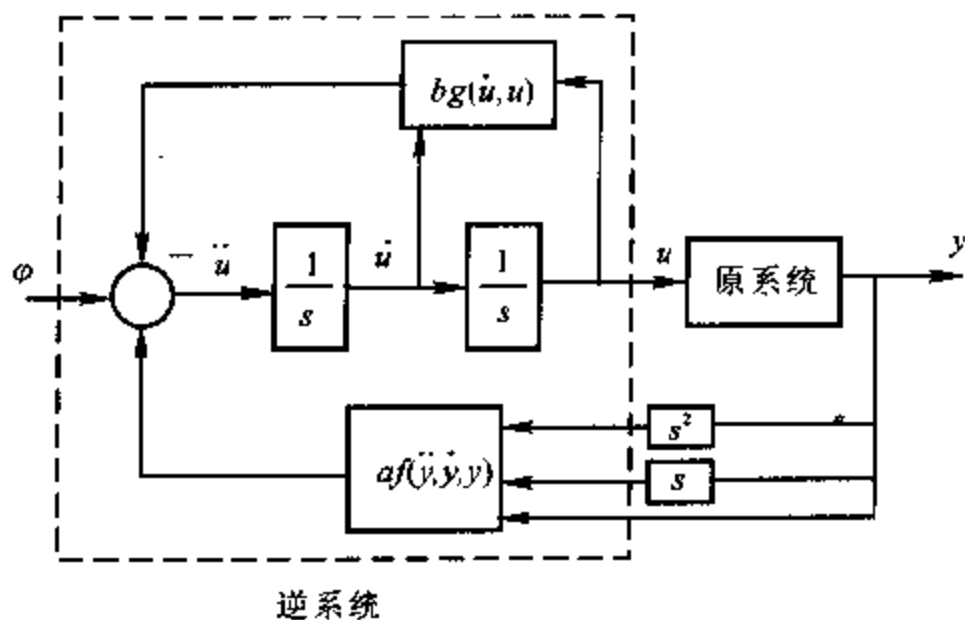 bg(u̇, u)
φ
−
ü
1/s
u̇
1/s
u
原系统
y
af(ÿ,ẏ,y)
s²
s
逆系统